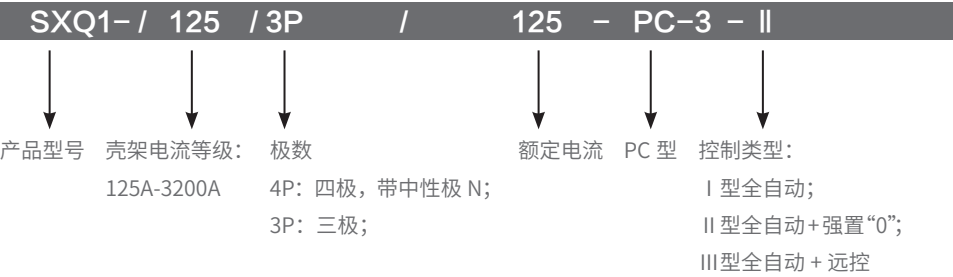 SXQ1-/ 125 /3P / 125 - PC-3 - Ⅱ
产品型号 壳架电流等级： 极数 额定电流 PC 型 控制类型：
125A-3200A 4P：四极，带中性极 N； Ⅰ型全自动；
3P：三极； Ⅱ型全自动+强置“0”；
Ⅲ型全自动 + 远控